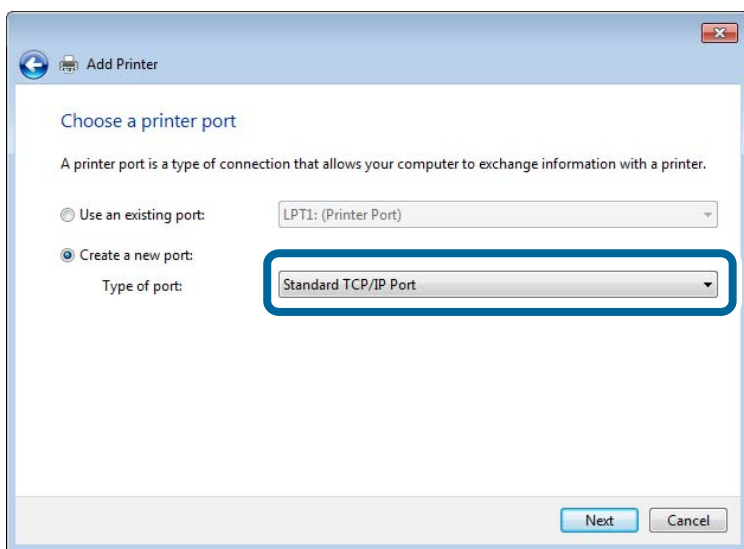 Add Printer
Choose a printer port
A printer port is a type of connection that allows your computer to exchange information with a printer.
Use an existing port: LPT1: (Printer Port)
Create a new port:
Type of port: Standard TCP/IP Port
Next Cancel